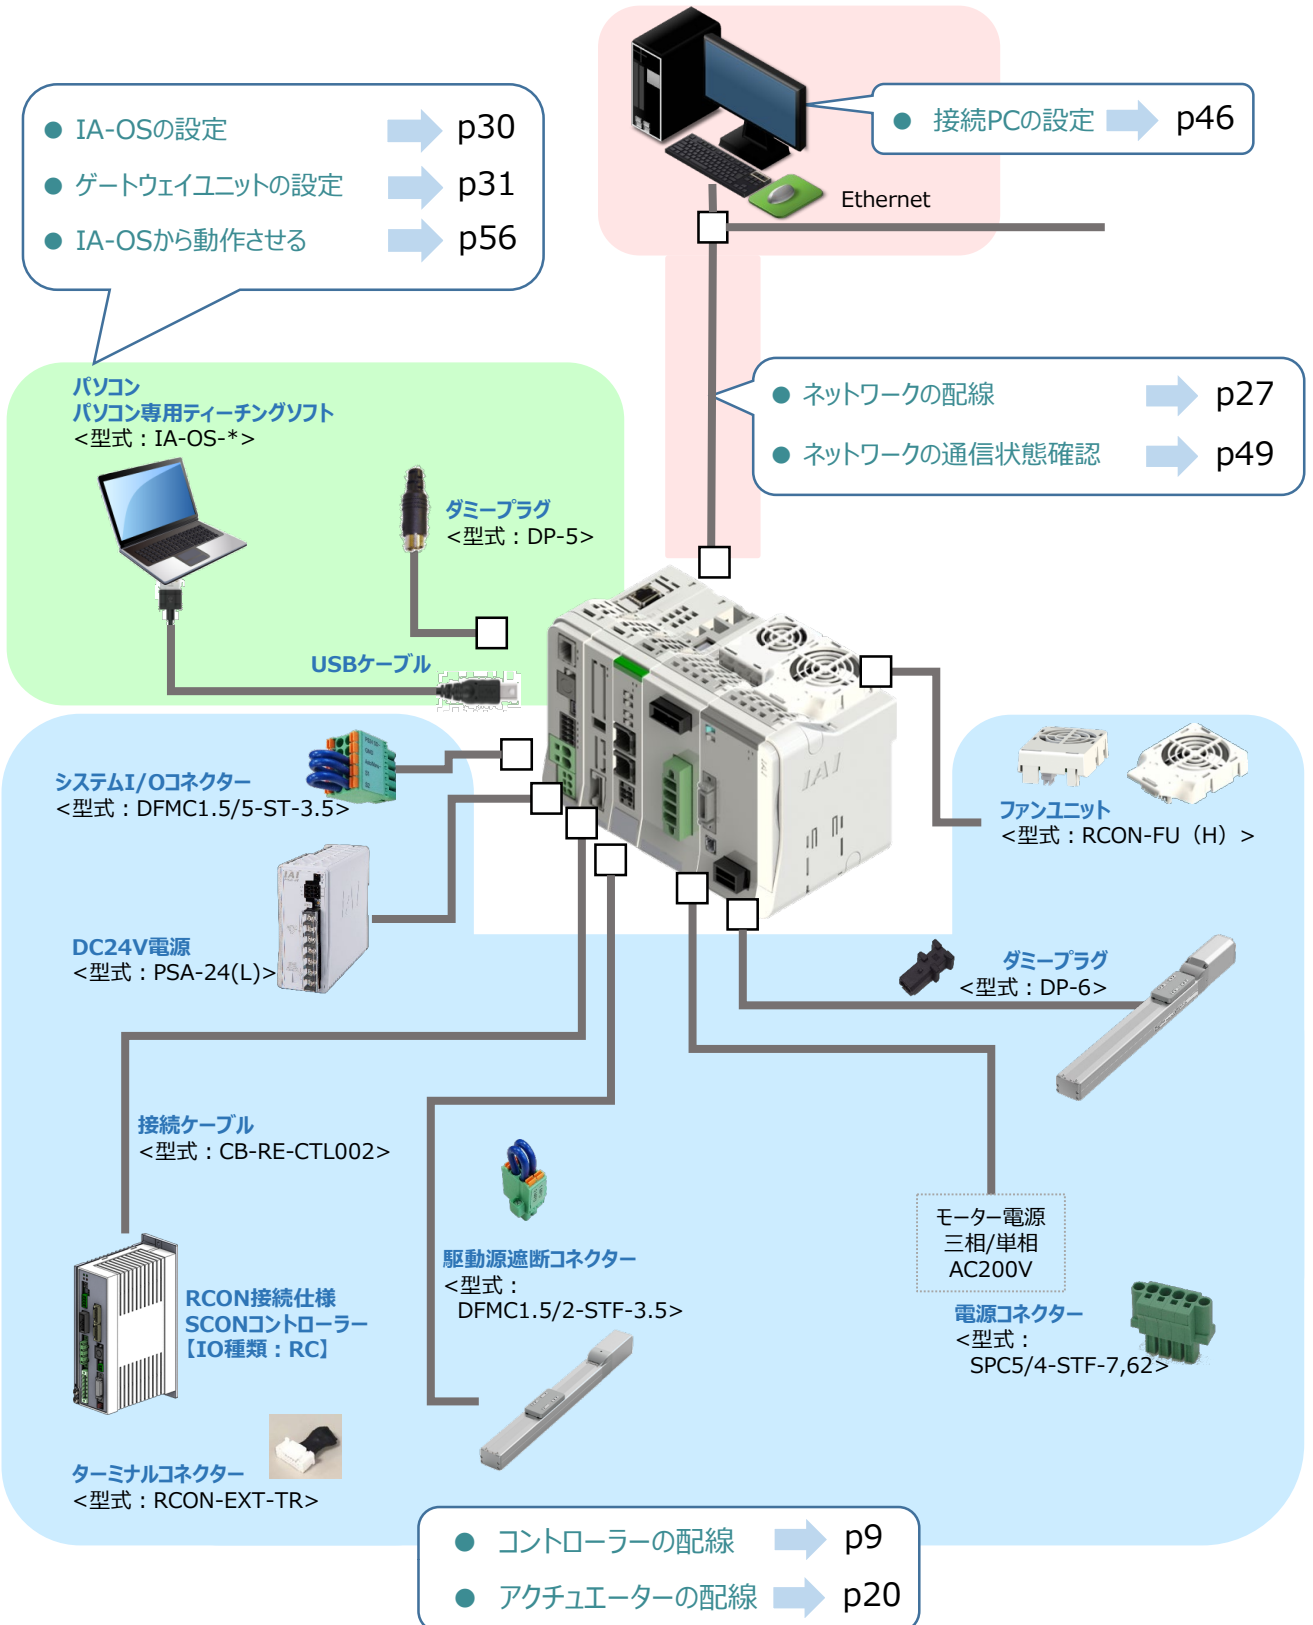 ● IA-OSの設定 p30
● ゲートウェイユニットの設定 p31
● IA-OSから動作させる p56
● 接続PCの設定 p46
Ethernet
● ネットワークの配線 p27
● ネットワークの通信状態確認 p49
パソコン
パソコン専用ティーチングソフト
<型式：IA-OS-*>
ダミープラグ
<型式：DP-5>
USBケーブル
システムI/Oコネクター
<型式：DFMC1.5/5-ST-3.5>
DC24V電源
<型式：PSA-24(L)>
IAI
ファンユニット
<型式：RCON-FU（H）>
ダミープラグ
<型式：DP-6>
接続ケーブル
<型式：CB-RE-CTL002>
駆動源遮断コネクター
<型式：
DFMC1.5/2-STF-3.5>
モーター電源
三相/単相
AC200V
電源コネクター
<型式：
SPC5/4-STF-7,62>
RCON接続仕様
SCONコントローラー
【IO種類：RC】
ターミナルコネクター
<型式：RCON-EXT-TR>
● コントローラーの配線 p9
● アクチュエーターの配線 p20